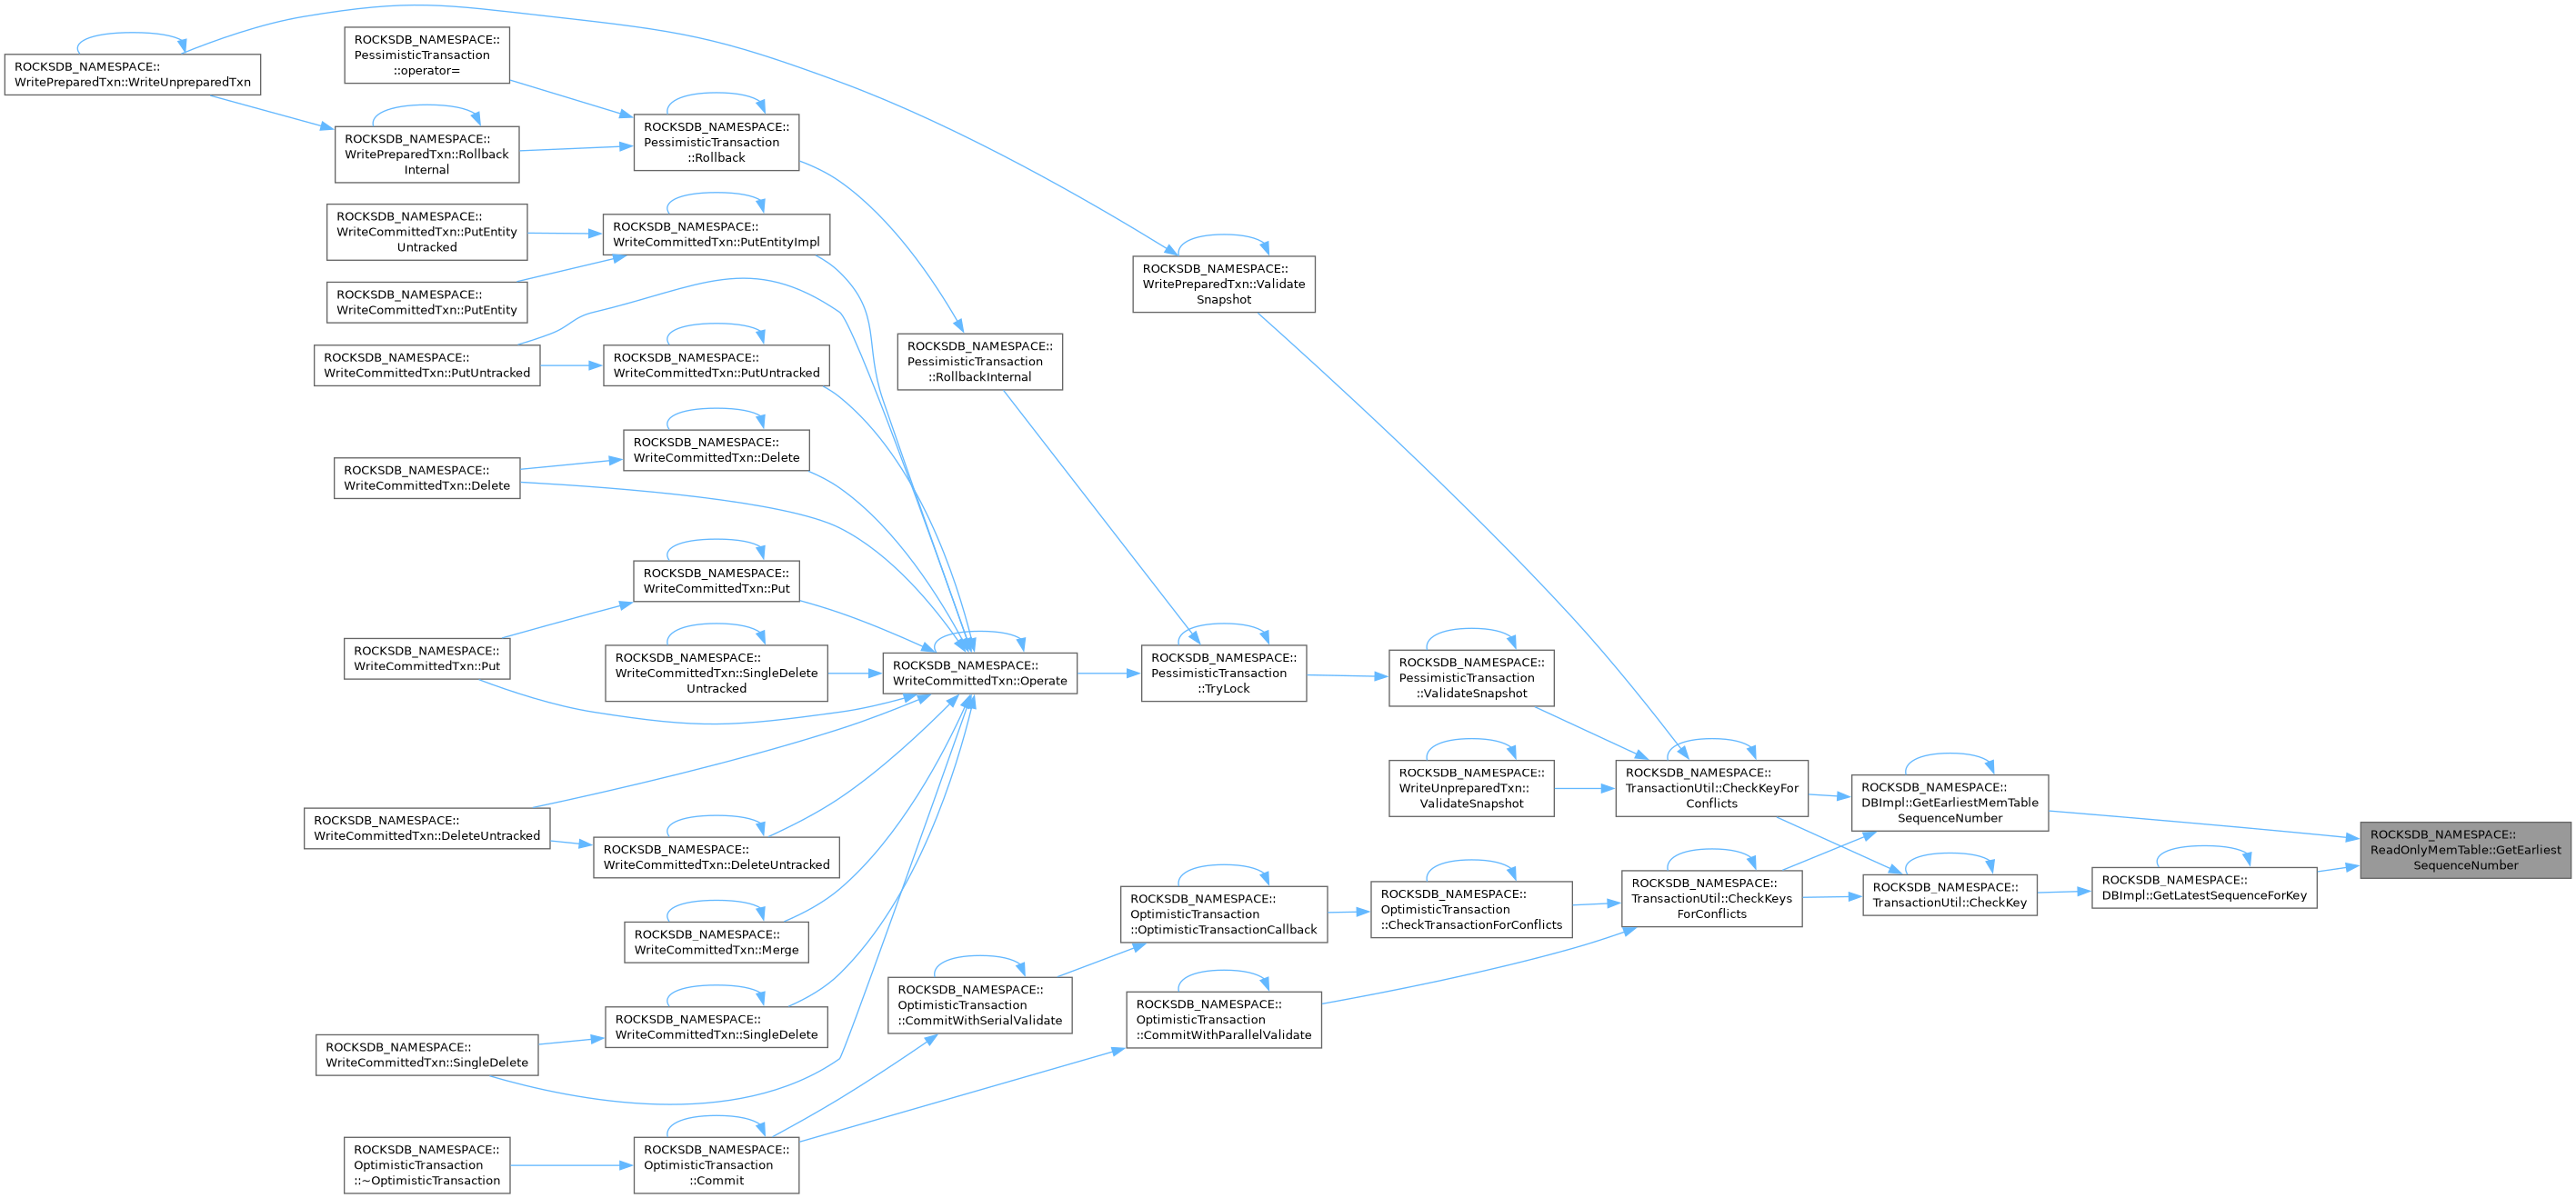 ROCKSDB_NAMESPACE::
WritePreparedTxn::WriteUnpreparedTxn
ROCKSDB_NAMESPACE::
PessimisticTransaction
::operator=
ROCKSDB_NAMESPACE::
WritePreparedTxn::Rollback
Internal
ROCKSDB_NAMESPACE::
PessimisticTransaction
::Rollback
ROCKSDB_NAMESPACE::
WriteCommittedTxn::PutEntity
Untracked
ROCKSDB_NAMESPACE::
WriteCommittedTxn::PutEntityImpl
ROCKSDB_NAMESPACE::
WriteCommittedTxn::PutEntity
ROCKSDB_NAMESPACE::
WritePreparedTxn::Validate
Snapshot
ROCKSDB_NAMESPACE::
WriteCommittedTxn::PutUntracked
ROCKSDB_NAMESPACE::
WriteCommittedTxn::PutUntracked
ROCKSDB_NAMESPACE::
PessimisticTransaction
::RollbackInternal
ROCKSDB_NAMESPACE::
WriteCommittedTxn::Delete
ROCKSDB_NAMESPACE::
WriteCommittedTxn::Delete
ROCKSDB_NAMESPACE::
WriteCommittedTxn::Put
ROCKSDB_NAMESPACE::
WriteCommittedTxn::Put
ROCKSDB_NAMESPACE::
WriteCommittedTxn::SingleDelete
Untracked
ROCKSDB_NAMESPACE::
WriteCommittedTxn::Operate
ROCKSDB_NAMESPACE::
PessimisticTransaction
::TryLock
ROCKSDB_NAMESPACE::
PessimisticTransaction
::ValidateSnapshot
ROCKSDB_NAMESPACE::
WriteUnpreparedTxn::
ValidateSnapshot
ROCKSDB_NAMESPACE::
TransactionUtil::CheckKeyFor
Conflicts
ROCKSDB_NAMESPACE::
DBImpl::GetEarliestMemTable
SequenceNumber
ROCKSDB_NAMESPACE::
ReadOnlyMemTable::GetEarliest
SequenceNumber
ROCKSDB_NAMESPACE::
WriteCommittedTxn::DeleteUntracked
ROCKSDB_NAMESPACE::
WriteCommittedTxn::DeleteUntracked
ROCKSDB_NAMESPACE::
OptimisticTransaction
::OptimisticTransactionCallback
ROCKSDB_NAMESPACE::
OptimisticTransaction
::CheckTransactionForConflicts
ROCKSDB_NAMESPACE::
TransactionUtil::CheckKeys
ForConflicts
ROCKSDB_NAMESPACE::
TransactionUtil::CheckKey
ROCKSDB_NAMESPACE::
DBImpl::GetLatestSequenceForKey
ROCKSDB_NAMESPACE::
WriteCommittedTxn::Merge
ROCKSDB_NAMESPACE::
OptimisticTransaction
::CommitWithSerialValidate
ROCKSDB_NAMESPACE::
OptimisticTransaction
::CommitWithParallelValidate
ROCKSDB_NAMESPACE::
WriteCommittedTxn::SingleDelete
ROCKSDB_NAMESPACE::
WriteCommittedTxn::SingleDelete
ROCKSDB_NAMESPACE::
OptimisticTransaction
::~OptimisticTransaction
ROCKSDB_NAMESPACE::
OptimisticTransaction
::Commit